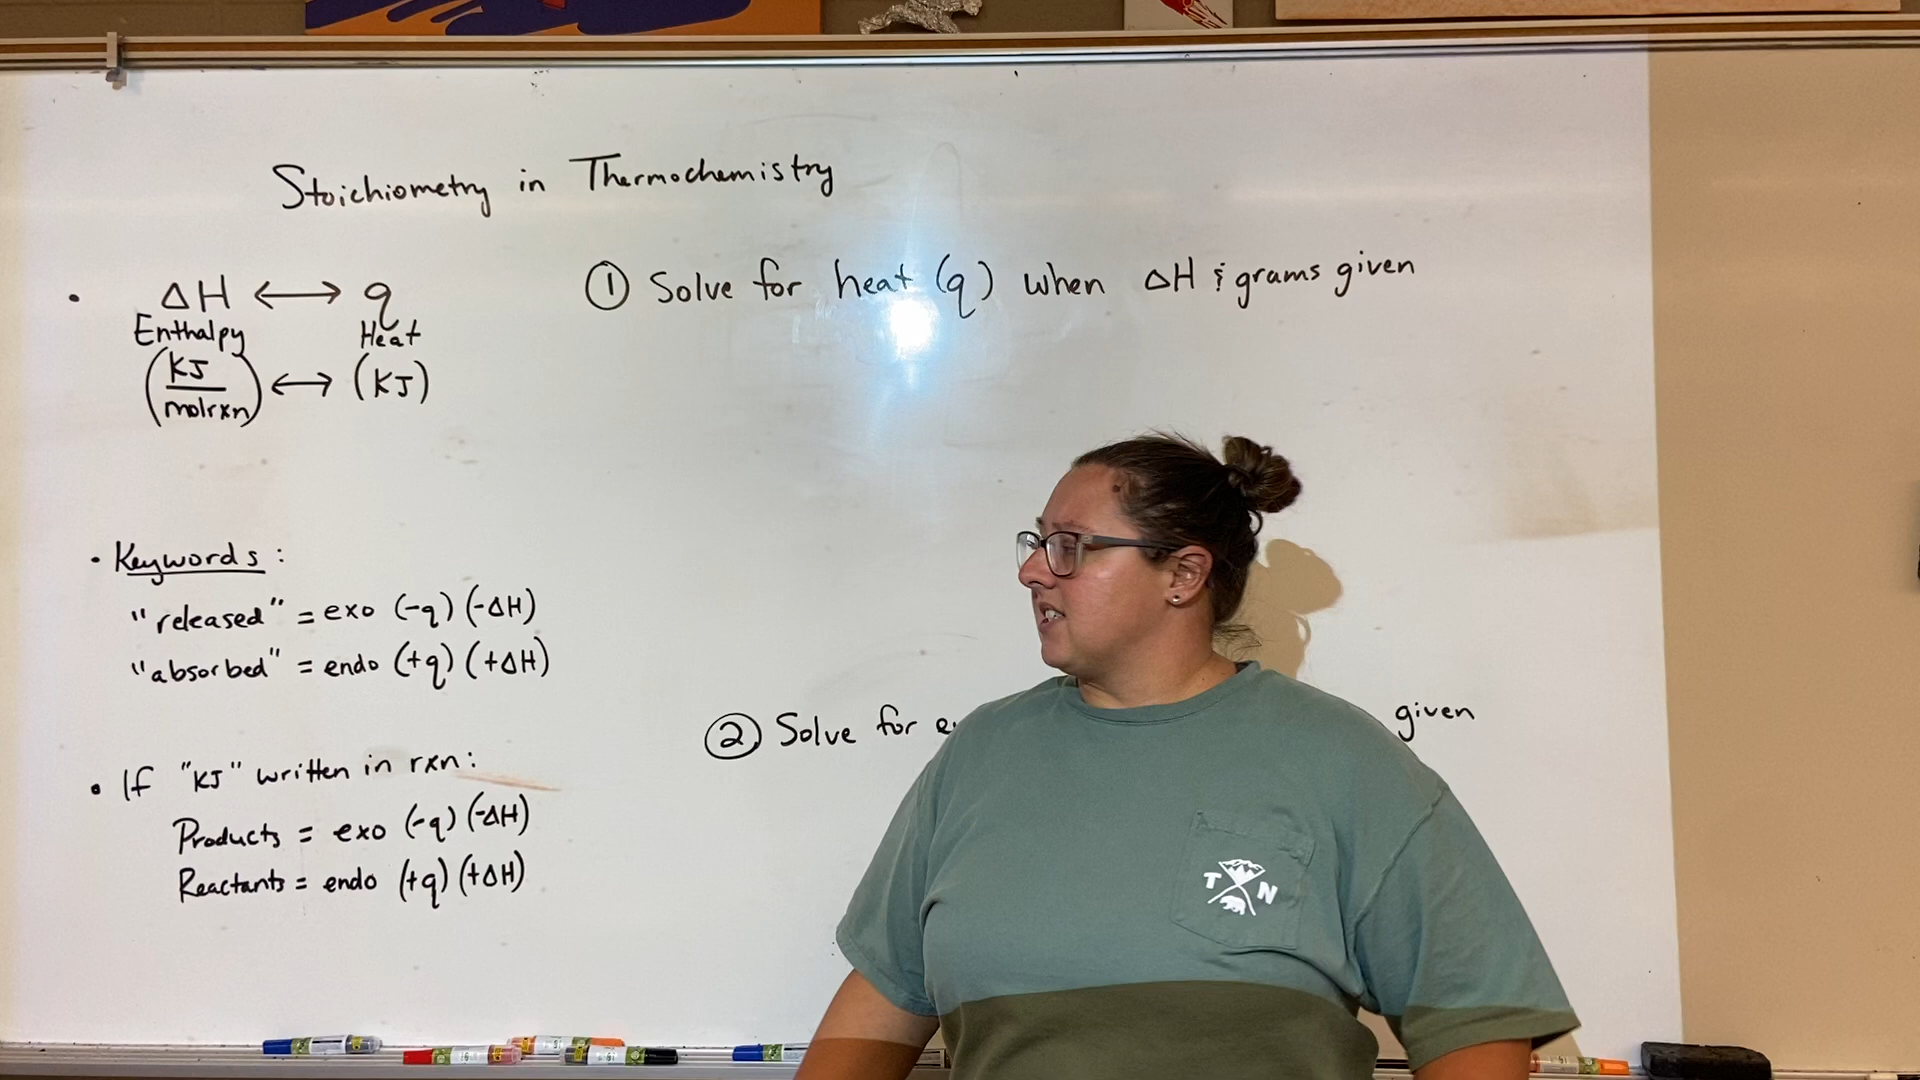 Stoichiometry in Thermochemistry
• ΔH ⟷ q
Enthalpy Heat
(KJ/molrxn) ⟷ (KJ)
• Keywords:
"released" = exo (-q) (-ΔH)
"absorbed" = endo (+q) (+ΔH)
• If "KJ" written in rxn:
Products = exo (-q) (-ΔH)
Reactants = endo (+q) (+ΔH)
① Solve for heat (q) when ΔH & grams given
② Solve for given
T N